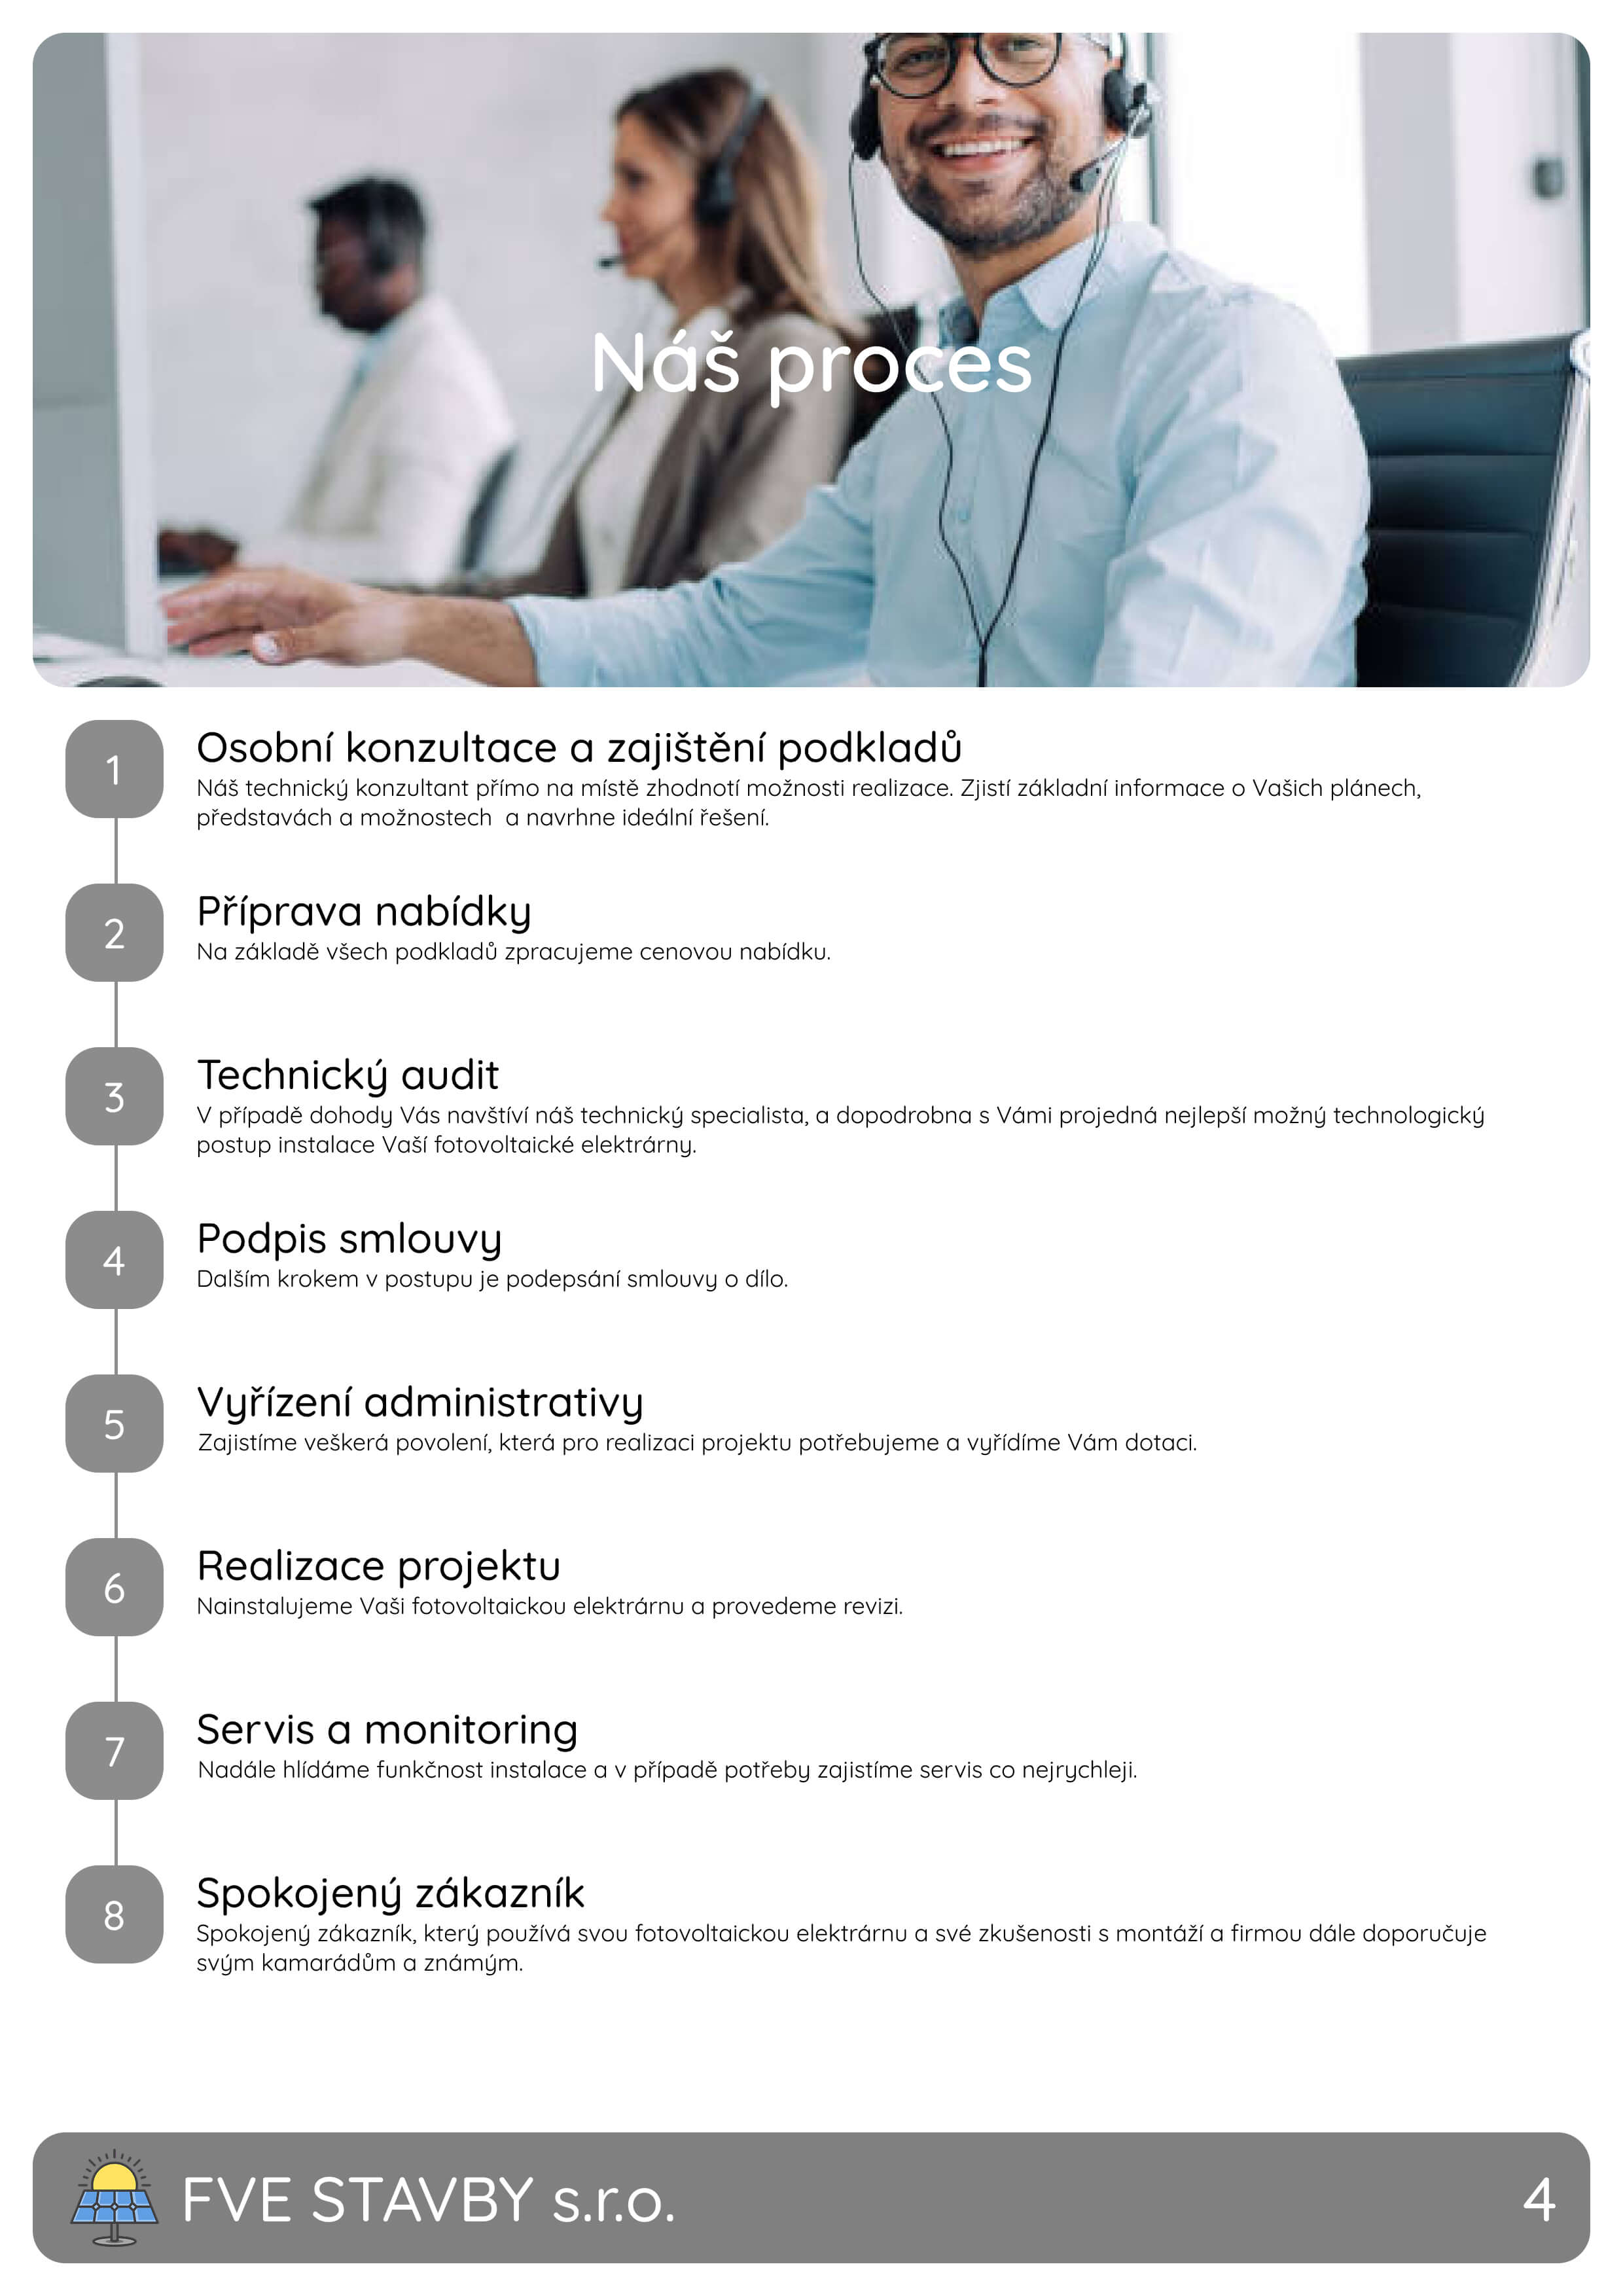 Náš proces
1
Osobní konzultace a zajištění podkladů
Náš technický konzultant přímo na místě zhodnotí možnosti realizace. Zjistí základní informace o Vašich plánech,
představách a možnostech  a navrhne ideální řešení.
2
Příprava nabídky
Na základě všech podkladů zpracujeme cenovou nabídku.
3
Technický audit
V případě dohody Vás navštíví náš technický specialista, a dopodrobna s Vámi projedná nejlepší možný technologický
postup instalace Vaší fotovoltaické elektrárny.
4
Podpis smlouvy
Dalším krokem v postupu je podepsání smlouvy o dílo.
5
Vyřízení administrativy
Zajistíme veškerá povolení, která pro realizaci projektu potřebujeme a vyřídíme Vám dotaci.
6
Realizace projektu
Nainstalujeme Vaši fotovoltaickou elektrárnu a provedeme revizi.
7
Servis a monitoring
Nadále hlídáme funkčnost instalace a v případě potřeby zajistíme servis co nejrychleji.
8
Spokojený zákazník
Spokojený zákazník, který používá svou fotovoltaickou elektrárnu a své zkušenosti s montáží a firmou dále doporučuje
svým kamarádům a známým.
FVE STAVBY s.r.o.
4